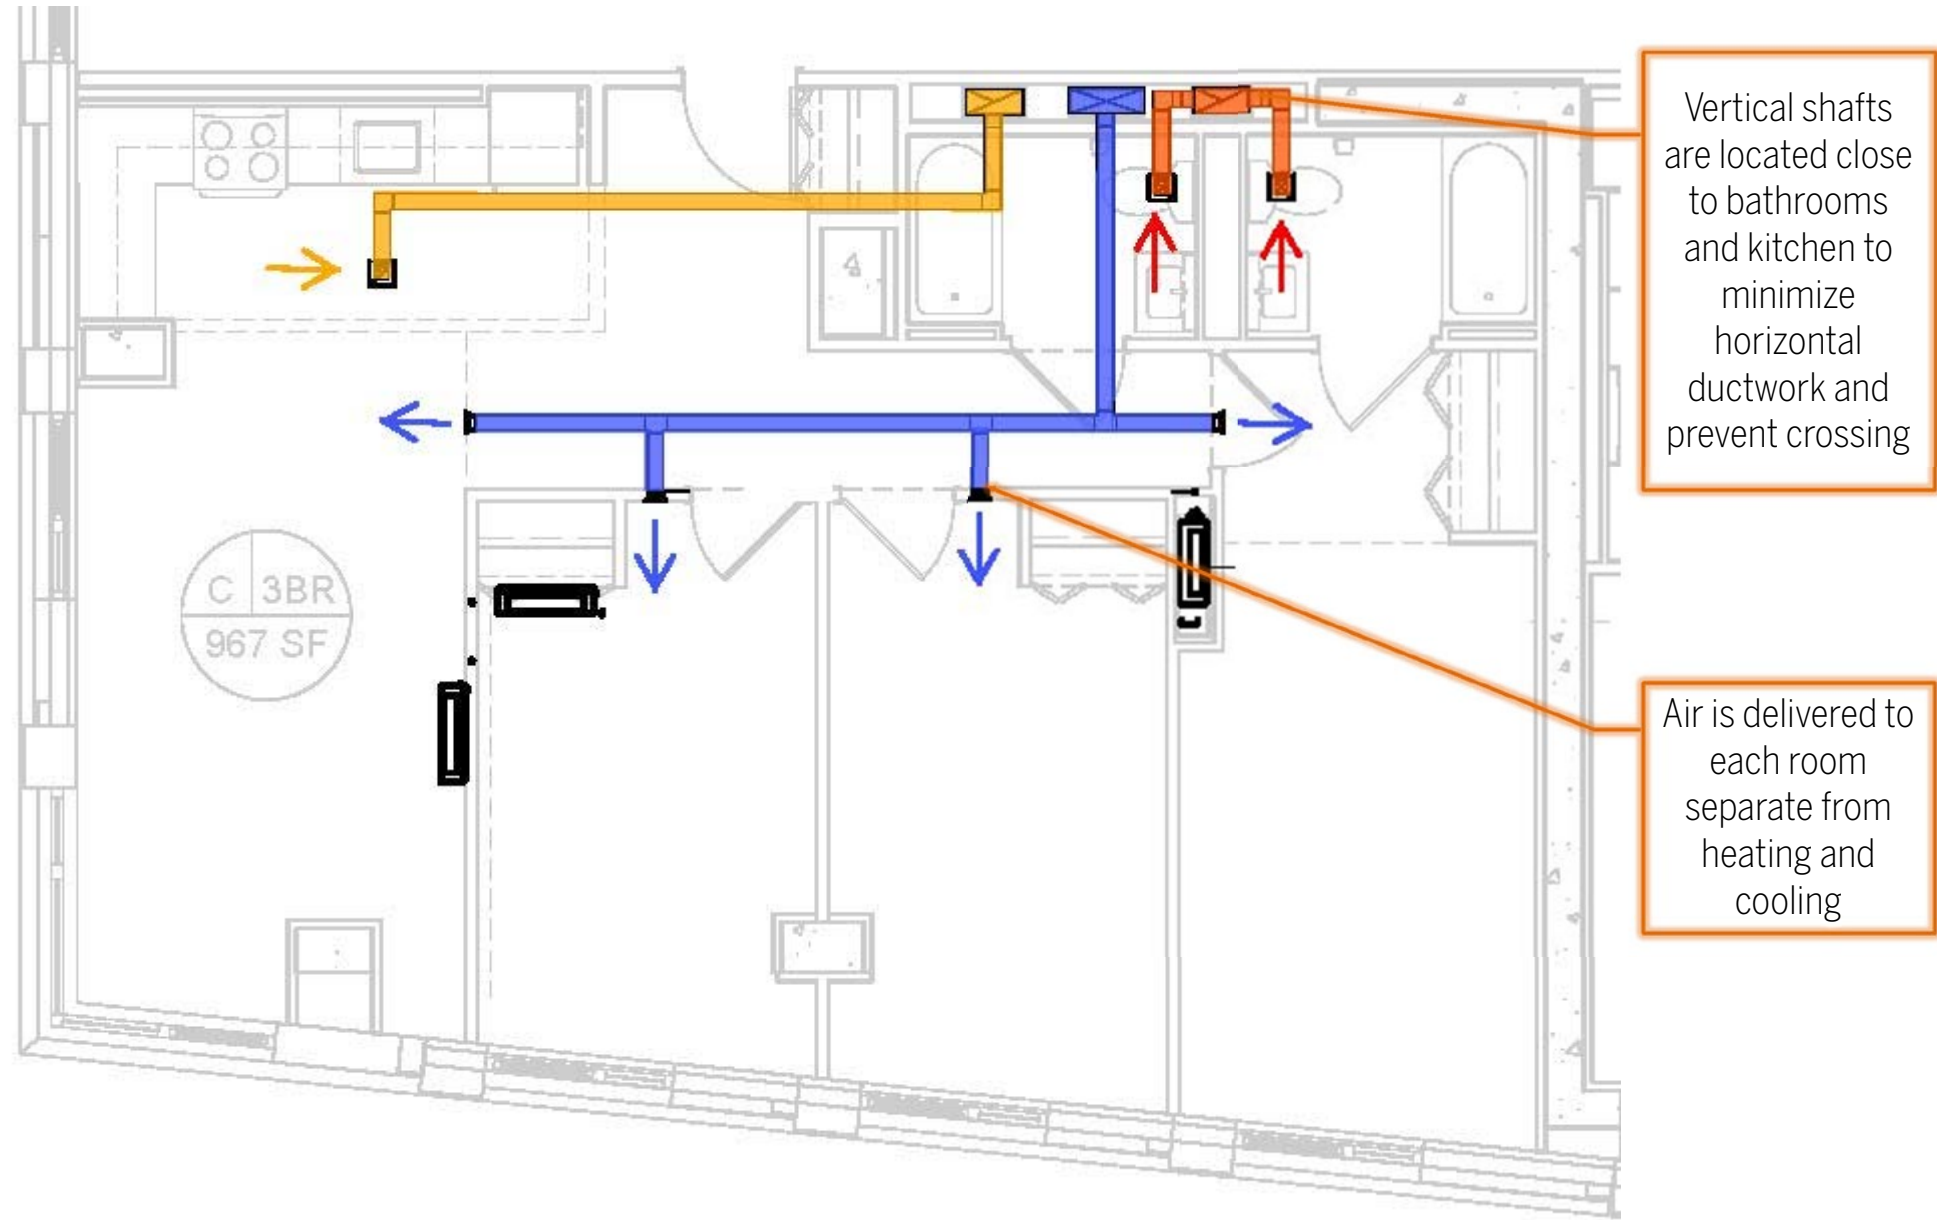 Vertical shafts
are located close
to bathrooms
and kitchen to
minimize
horizontal
ductwork and
prevent crossing
C 3BR
967 SF
Air is delivered to
each room
separate from
heating and
cooling